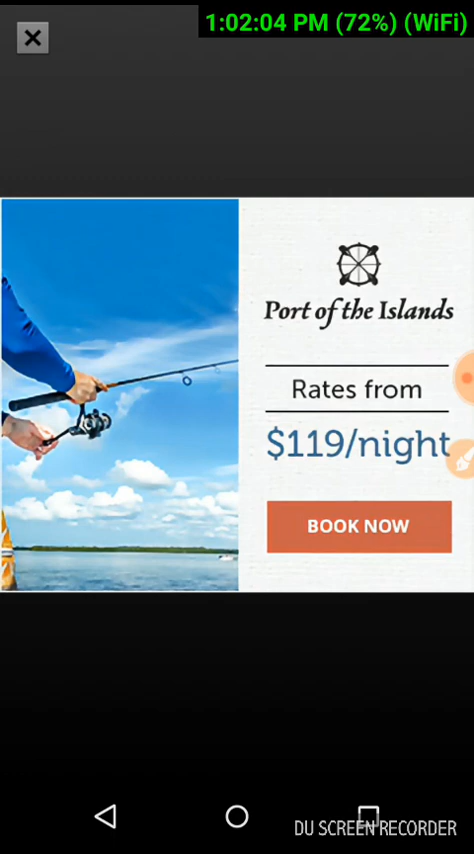 1:02:04 PM (72%) (WiFi)
Port of the Islands
Rates from
$119/night
BOOK NOW
DU SCREEN RECORDER